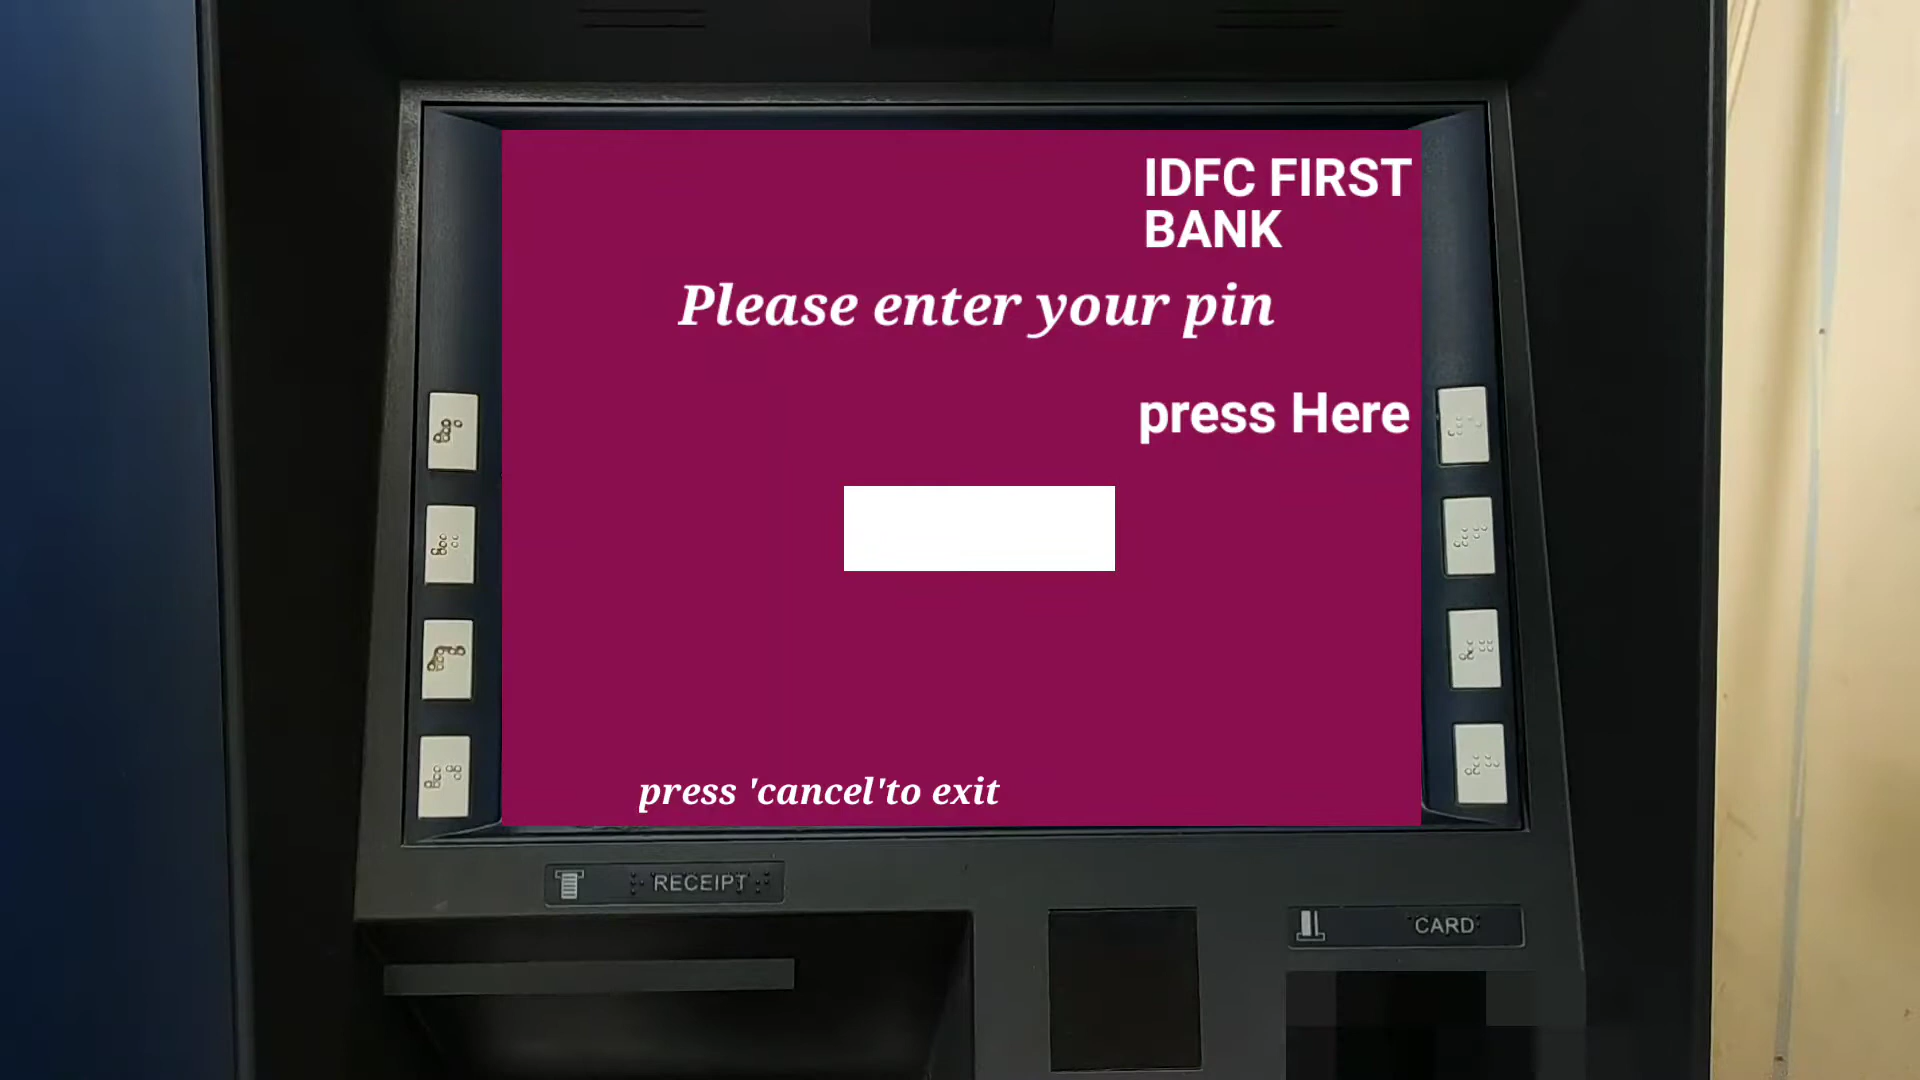 IDFC FIRST
BANK
Please enter your pin
press Here
press 'cancel'to exit
RECEIPT
CARD